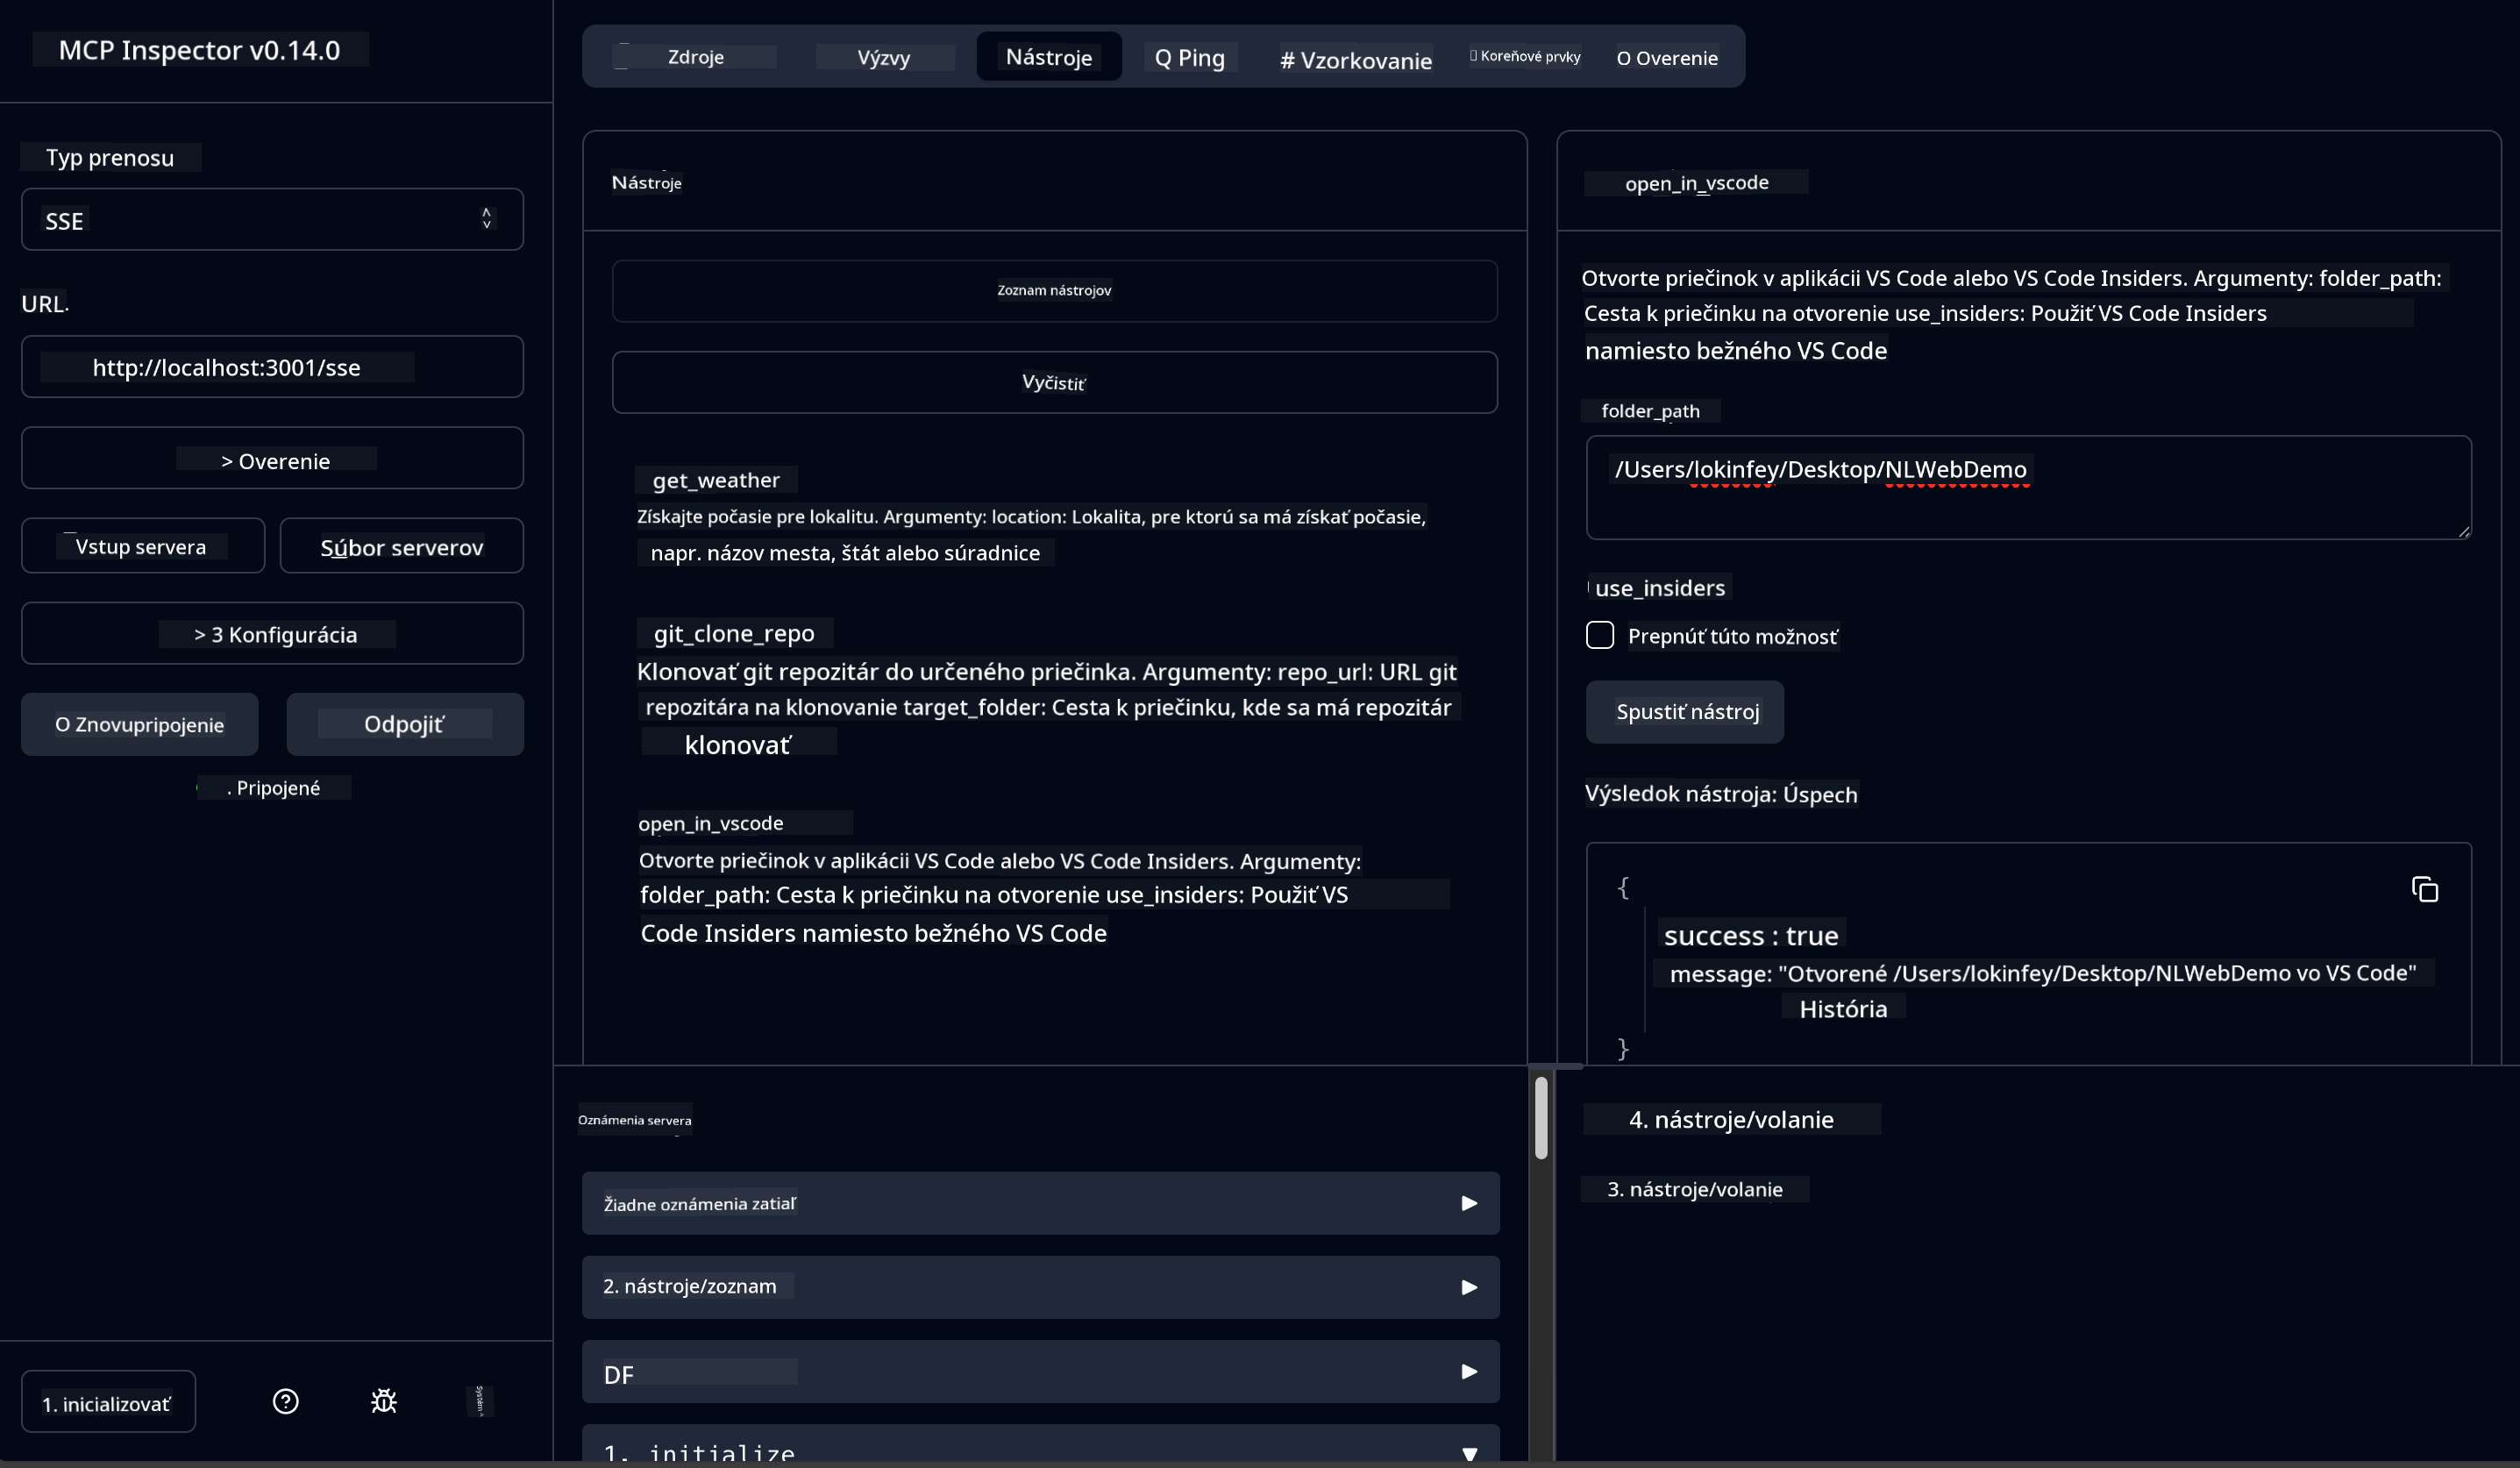 MCP Inspector v0.14.0
Typ prenosu
SSE
URL.
http://localhost:3001/sse
> Overenie
Vstup servera
Súbor serverov
> 3 Konfigurácia
O Znovupripojenie
Odpojiť
. Pripojené
1. inicializovať
Zdroje
Výzvy
Nástroje
Q Ping
# Vzorkovanie
Koreňové prvky
O Overenie
Nástroje
Zoznam nástrojov
Vyčistiť
get_weather
Získajte počasie pre lokalitu. Argumenty: location: Lokalita, pre ktorú sa má získať počasie,
napr. názov mesta, štát alebo súradnice
git_clone_repo
Klonovať git repozitár do určeného priečinka. Argumenty: repo_url: URL git
repozitára na klonovanie target_folder: Cesta k priečinku, kde sa má repozitár
klonovať
open_in_vscode
Otvorte priečinok v aplikácii VS Code alebo VS Code Insiders. Argumenty:
folder_path: Cesta k priečinku na otvorenie use_insiders: Použiť VS
Code Insiders namiesto bežného VS Code
open_in_vscode
Otvorte priečinok v aplikácii VS Code alebo VS Code Insiders. Argumenty: folder_path:
Cesta k priečinku na otvorenie use_insiders: Použiť VS Code Insiders
namiesto bežného VS Code
folder_path
/Users/lokinfey/Desktop/NLWebDemo
use_insiders
Prepnúť túto možnosť
Spustiť nástroj
Výsledok nástroja: Úspech
{
success : true
message: "Otvorené /Users/lokinfey/Desktop/NLWebDemo vo VS Code"
História
}
Oznámenia servera
Žiadne oznámenia zatiaľ
2. nástroje/zoznam
DF
1. initialize
4. nástroje/volanie
3. nástroje/volanie